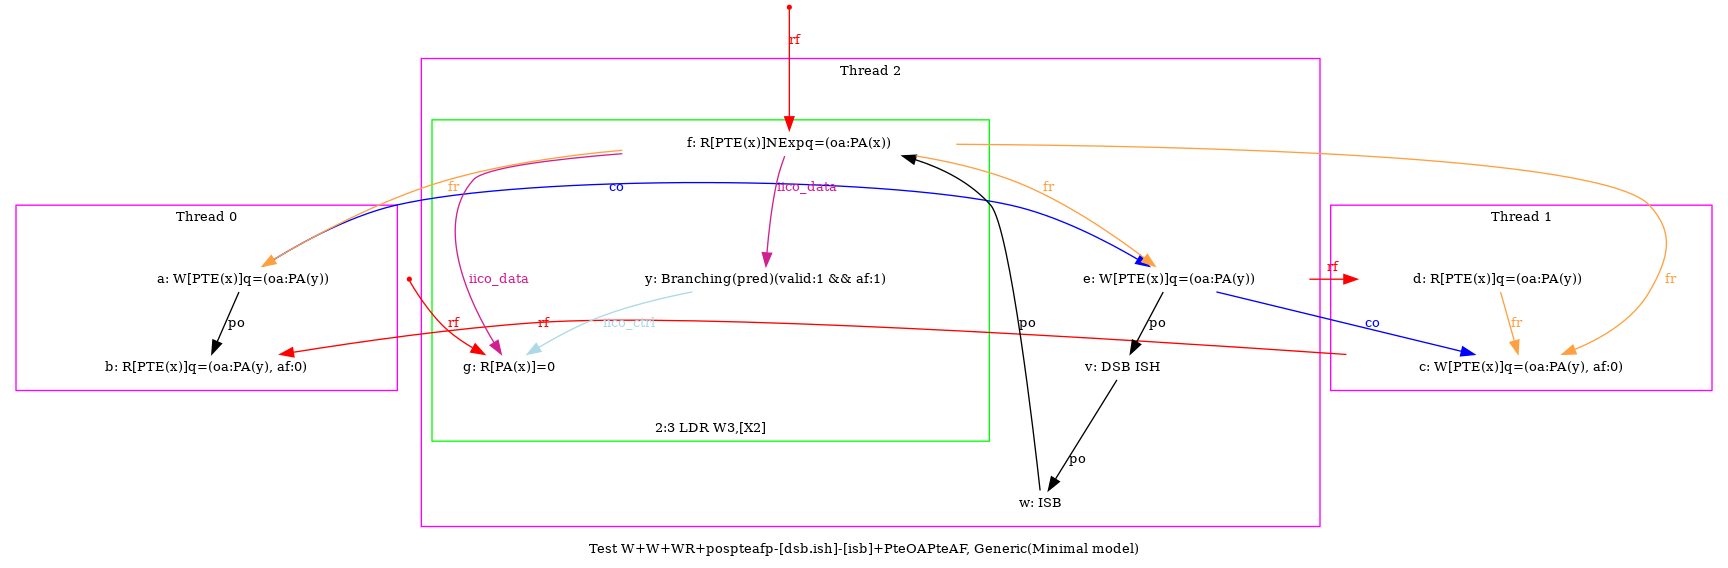 rf
Thread 2
f: R[PTE(x)]NExpq=(oa:PA(x))
fr
co
iico_data
fr
Thread 0
Thread 1
a: W[PTE(x)]q=(oa:PA(y))
iico_data
y: Branching(pred)(valid:1 && af:1)
e: W[PTE(x)]q=(oa:PA(y))
rf
d: R[PTE(x)]q=(oa:PA(y))
fr
po
rf
rf
iico_ctrl
po
po
co
fr
b: R[PTE(x)]q=(oa:PA(y), af:0)
g: R[PA(x)]=0
v: DSB ISH
c: W[PTE(x)]q=(oa:PA(y), af:0)
2:3 LDR W3,[X2]
po
w: ISB
Test W+W+WR+pospteafp-[dsb.ish]-[isb]+PteOAPteAF, Generic(Minimal model)